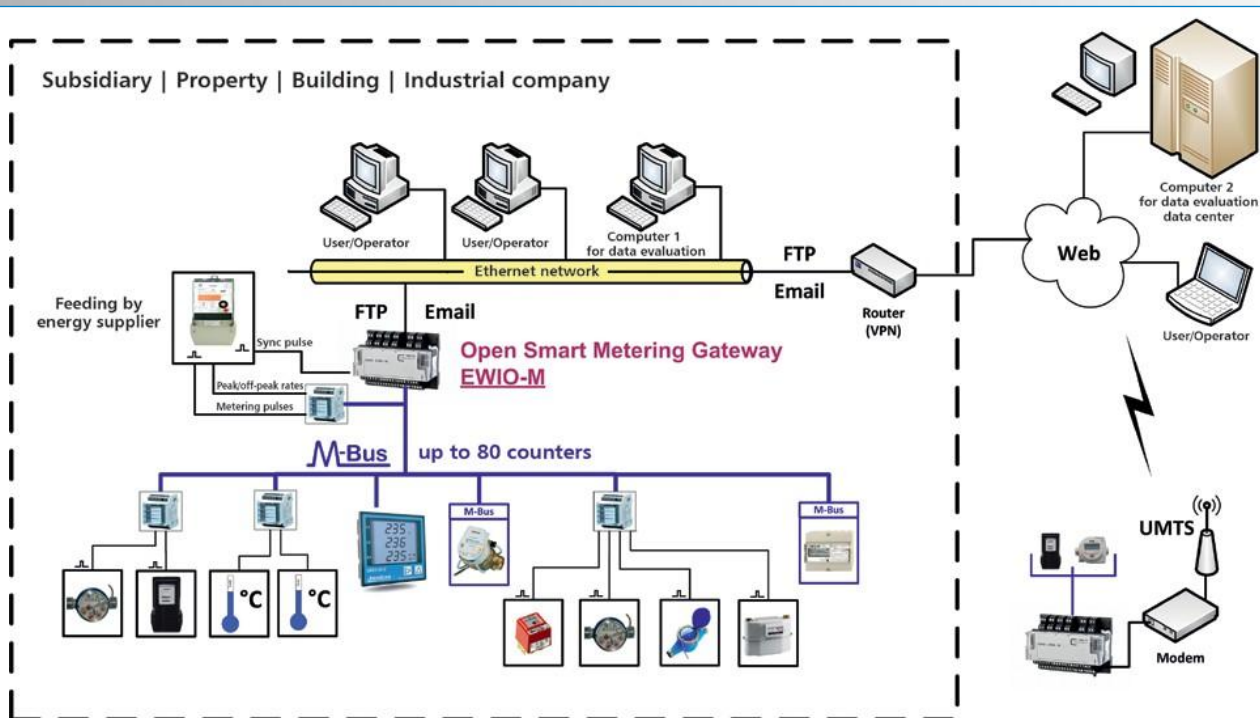 Subsidiary | Property | Building | Industrial company
User/Operator
User/Operator
Computer 1
for data evaluation
Ethernet network
FTP
Email
Router
(VPN)
Web
Computer 2
for data evaluation
data center
User/Operator
Feeding by
energy supplier
Sync pulse
Peak/off-peak rates
Metering pulses
FTP Email
Open Smart Metering Gateway
EWIO-M
M-Bus up to 80 counters
M-Bus
M-Bus
235
236
235
°C
°C
UMTS
Modem